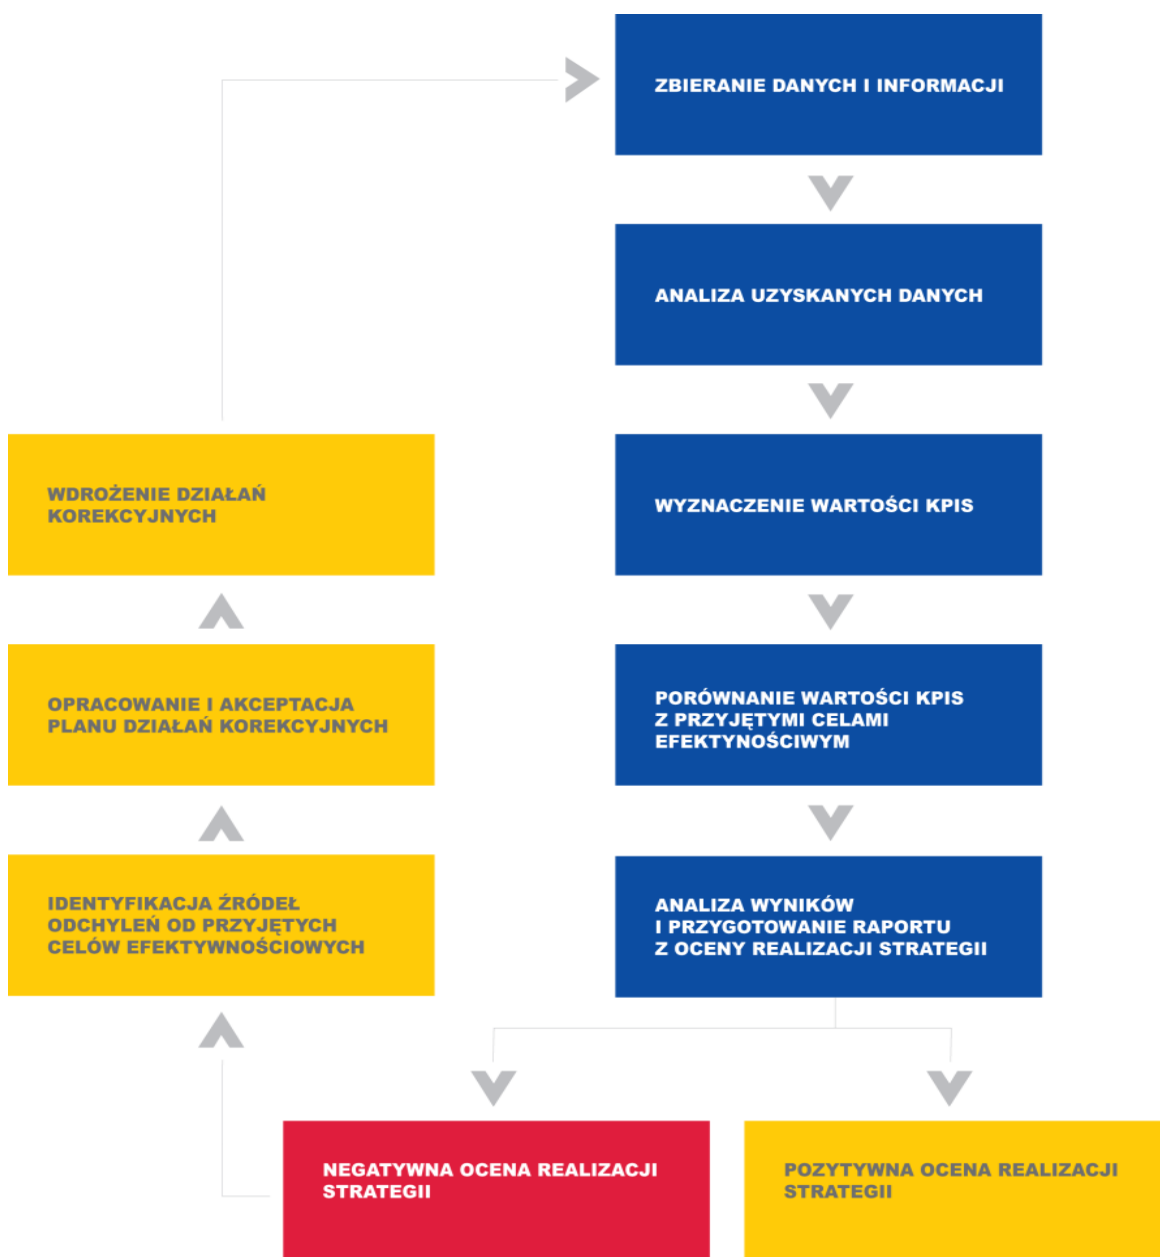 ZBIERANIE DANYCH I INFORMACJI
ANALIZA UZYSKANYCH DANYCH
WYZNACZENIE WARTOŚCI KPIS
PORÓWNANIE WARTOŚCI KPIS
Z PRZYJĘTYMI CELAMI
EFEKTYNOŚCIWYM
ANALIZA WYNIKÓW
I PRZYGOTOWANIE RAPORTU
Z OCENY REALIZACJI STRATEGII
NEGATYWNA OCENA REALIZACJI
STRATEGII
POZYTYWNA OCENA REALIZACJI
STRATEGII
IDENTYFIKACJA ŹRÓDEŁ
ODCHYLEŃ OD PRZYJĘTYCH
CELÓW EFEKTYWNOŚCIOWYCH
OPRACOWANIE I AKCEPTACJA
PLANU DZIAŁAŃ KOREKCYJNYCH
WDROŻENIE DZIAŁAŃ
KOREKCYJNYCH